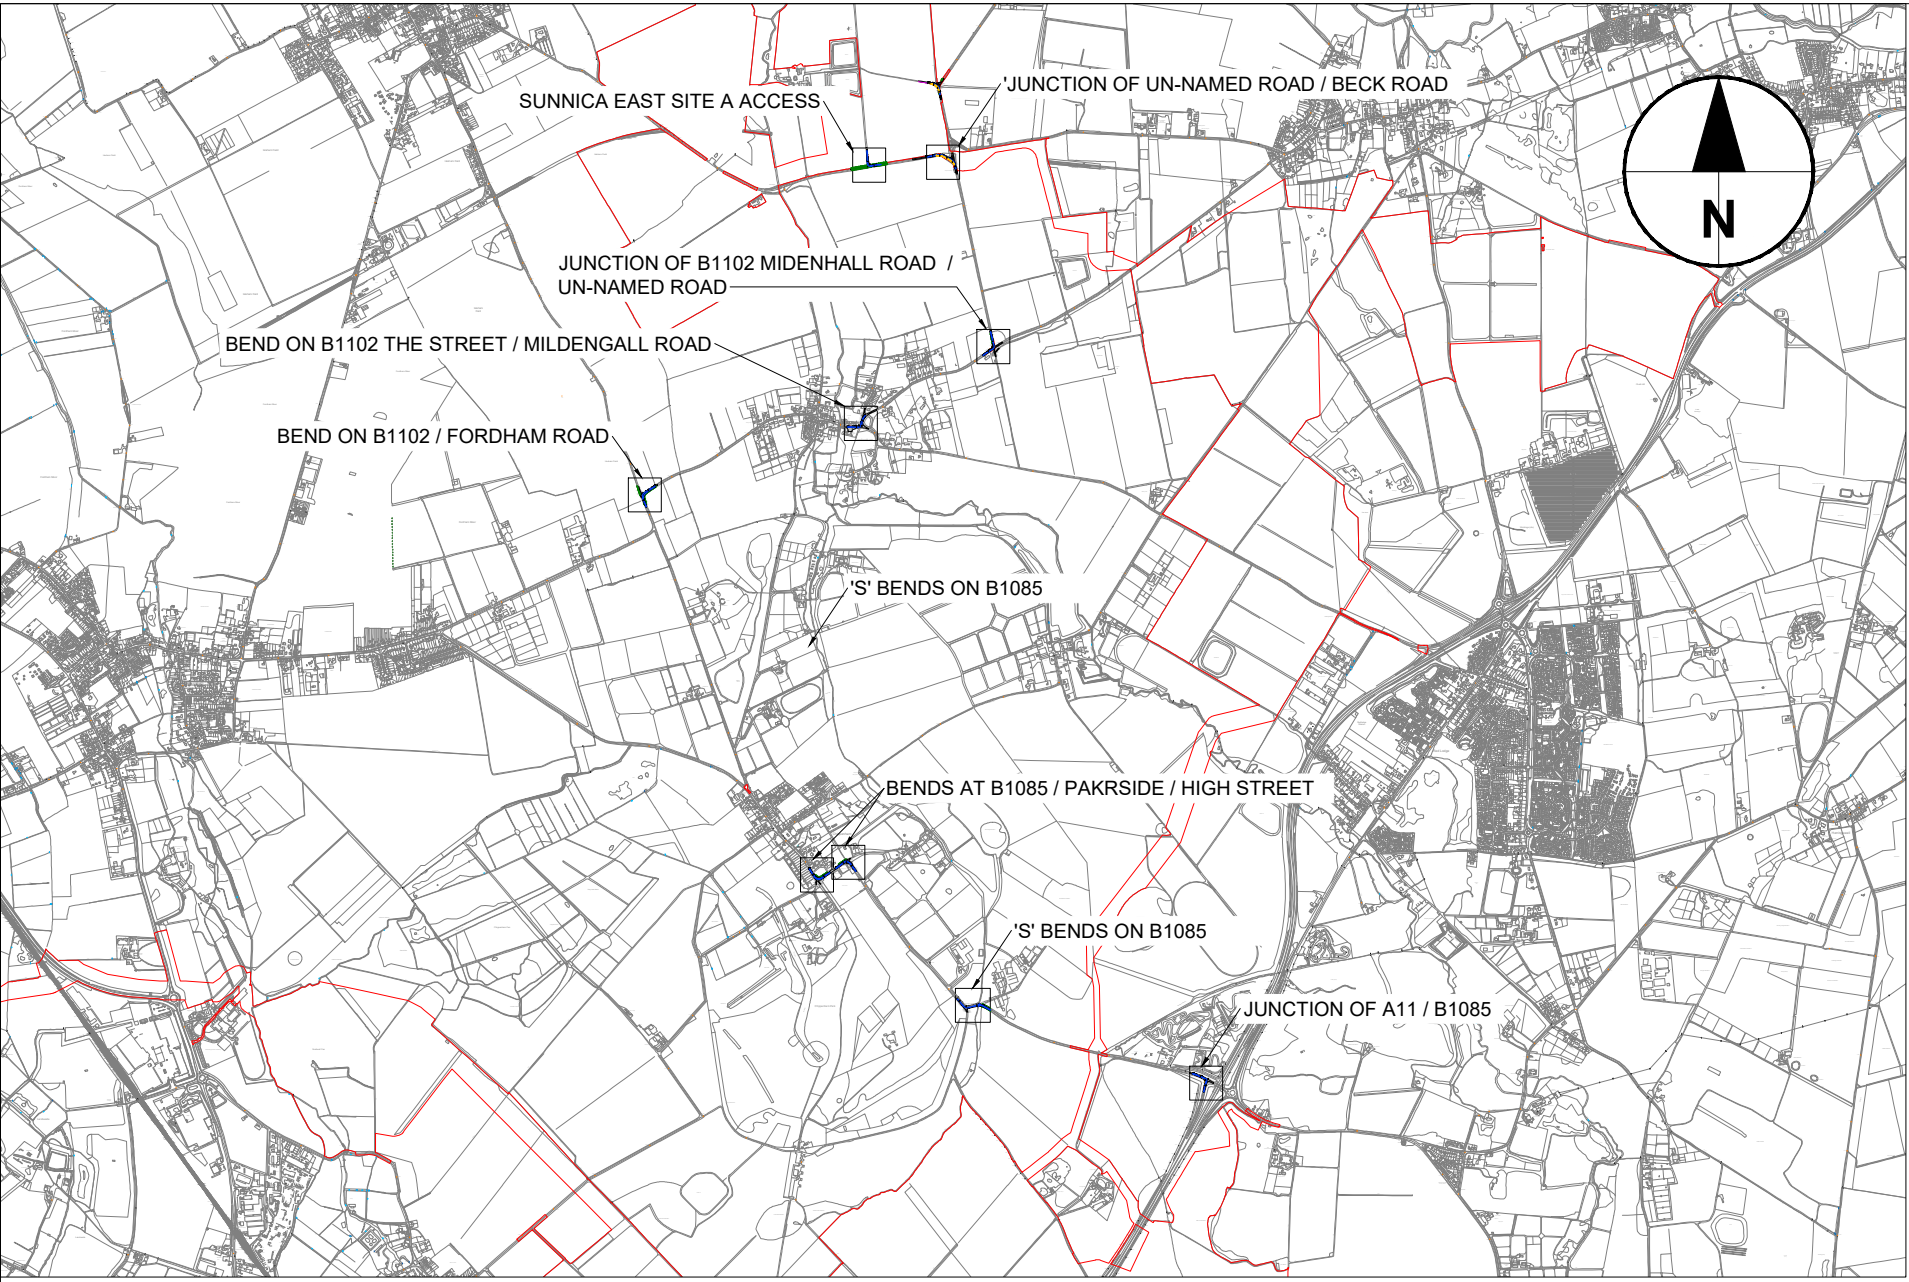 'JUNCTION OF UN-NAMED ROAD / BECK ROAD
SUNNICA EAST SITE A ACCESS
N
JUNCTION OF B1102 MIDENHALL ROAD /
UN-NAMED ROAD
BEND ON B1102 THE STREET / MILDENGALL ROAD
BEND ON B1102 / FORDHAM ROAD
'S' BENDS ON B1085
BENDS AT B1085 / PAKRSIDE / HIGH STREET
'S' BENDS ON B1085
JUNCTION OF A11 / B1085